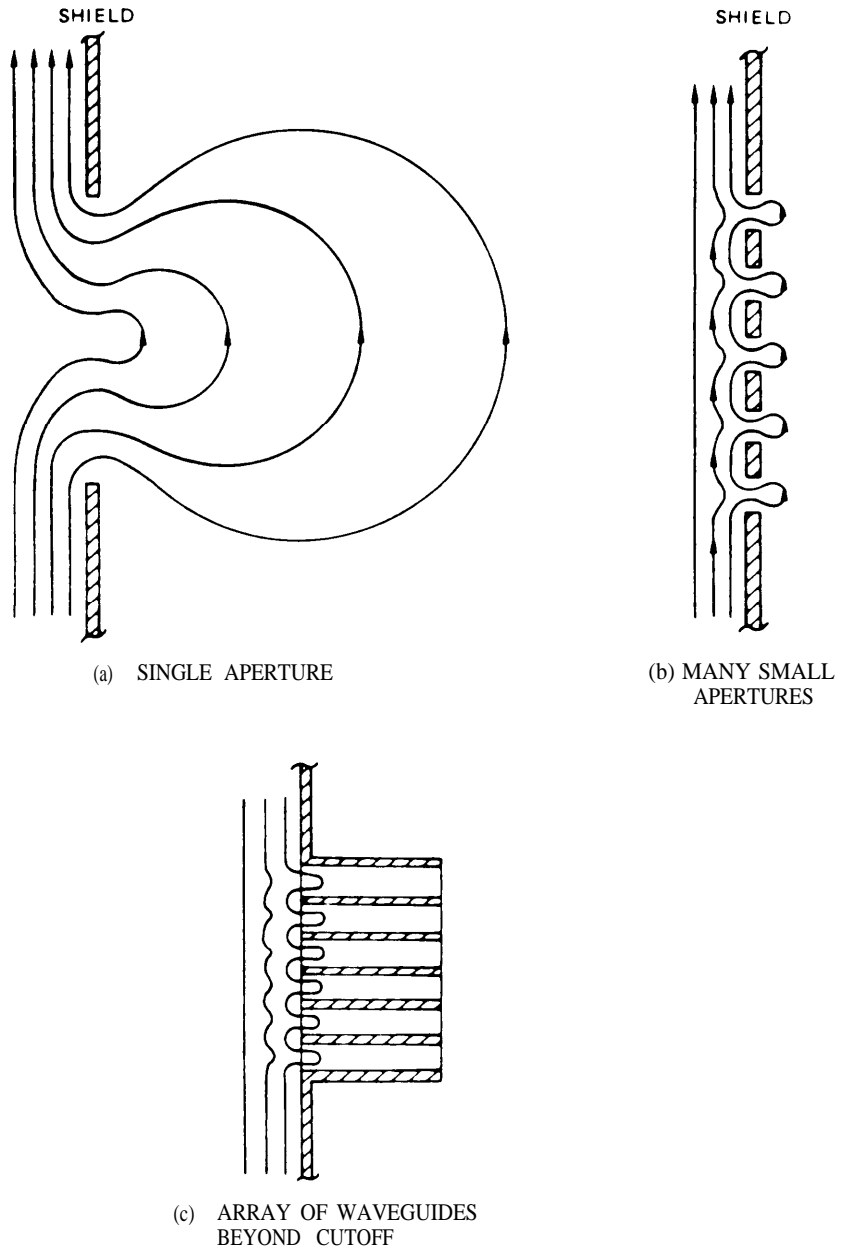 SHIELD
SHIELD
(a) SINGLE APERTURE
(b) MANY SMALL
APERTURES
(c) ARRAY OF WAVEGUIDES
BEYOND CUTOFF